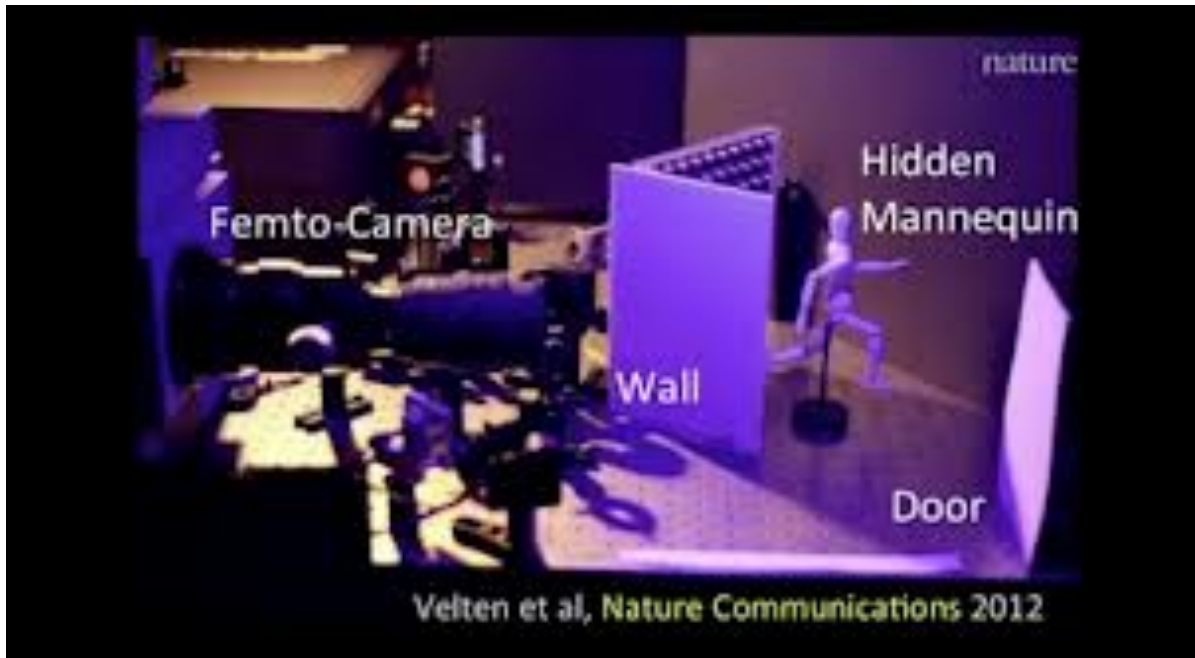 nature
Hidden
Mannequin
Femto-Camera
Wall
Door
Velten et al, Nature Communications 2012